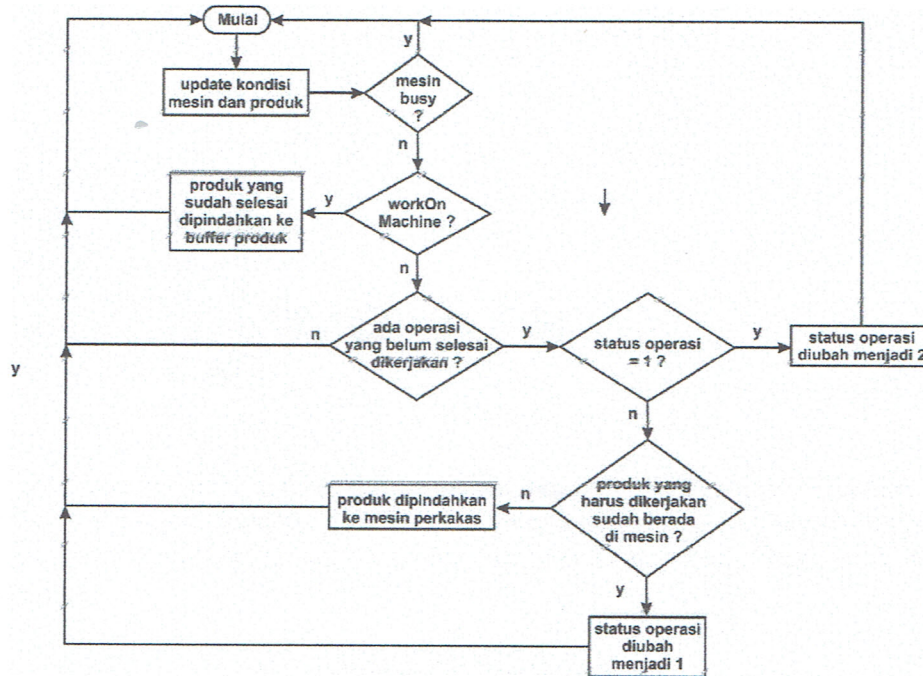 Mulai
y
update kondisi
mesin dan produk
mesin
busy
?
n
produk yang
sudah selesai
dipindahkan ke
buffer produk
y
workOn
Machine ?
n
n
ada operasi
yang belum selesai
dikerjakan ?
y
status operasi
= 1 ?
y
status operasi
diubah menjadi 2
y
n
produk dipindahkan
ke mesin perkakas
n
produk yang
harus dikerjakan
sudah berada
di mesin ?
y
status operasi
diubah
menjadi 1